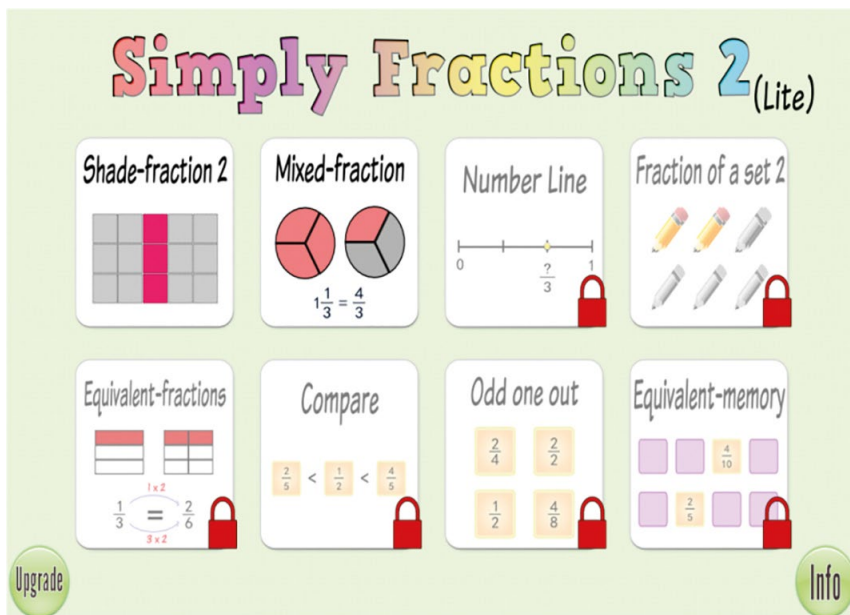 Simply Fractions 2 (Lite)
Shade-fraction 2
Mixed-fraction
1 1/3 = 4/3
Number Line
0 1
?/3
Fraction of a set 2
Equivalent-fractions
1 x 2
1/3 = 2/6
3 x 2
Compare
2/5 < 1/2 < 4/5
Odd one out
2/4 2/2
1/2 4/8
Equivalent-memory
4/10
2/5
Upgrade
Info